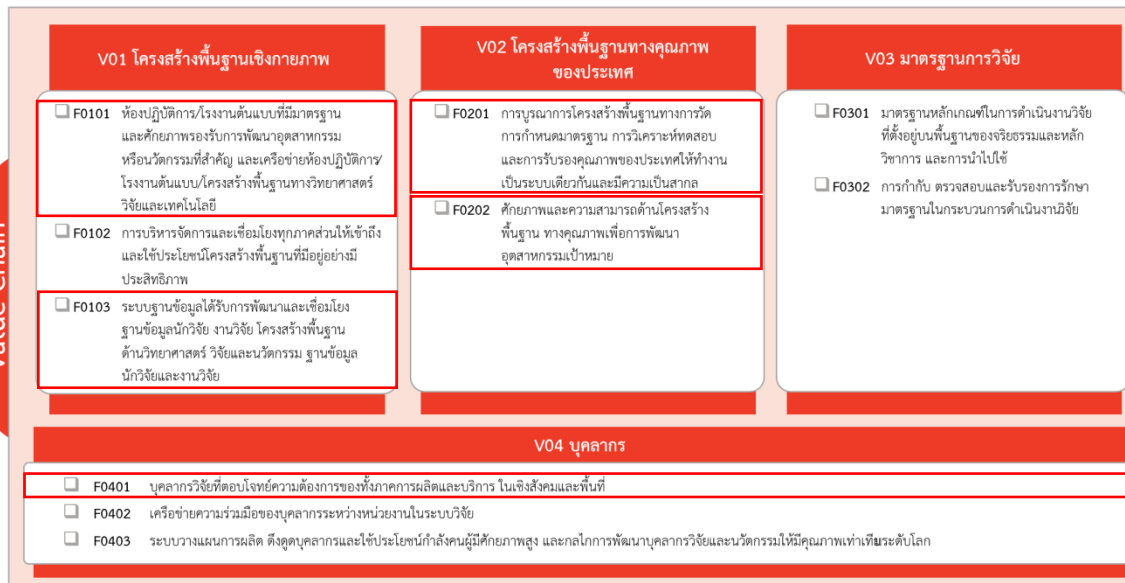 V01 โครงสร้างพื้นฐานเชิงกายภาพ
F0101 ห้องปฏิบัติการ/โรงงานต้นแบบที่มีมาตรฐาน
และศักยภาพรองรับการพัฒนาอุตสาหกรรม
หรือนวัตกรรมที่สำคัญ และเครือข่ายห้องปฏิบัติการ/
โรงงานต้นแบบ/โครงสร้างพื้นฐานทางวิทยาศาสตร์
วิจัยและเทคโนโลยี
F0102 การบริหารจัดการและเชื่อมโยงทุกภาคส่วนให้เข้าถึง
และใช้ประโยชน์โครงสร้างพื้นฐานที่มีอยู่อย่างมี
ประสิทธิภาพ
F0103 ระบบฐานข้อมูลได้รับการพัฒนาและเชื่อมโยง
ฐานข้อมูลนักวิจัย งานวิจัย โครงสร้างพื้นฐาน
ด้านวิทยาศาสตร์ วิจัยและนวัตกรรม ฐานข้อมูล
นักวิจัยและงานวิจัย
V02 โครงสร้างพื้นฐานทางคุณภาพ
ของประเทศ
F0201 การบูรณาการโครงสร้างพื้นฐานทางการวัด
การกำหนดมาตรฐาน การวิเคราะห์ทดสอบ
และการรับรองคุณภาพของประเทศให้ทำงาน
เป็นระบบเดียวกันและมีความเป็นสากล
F0202 ศักยภาพและความสามารถด้านโครงสร้าง
พื้นฐาน ทางคุณภาพเพื่อการพัฒนา
อุตสาหกรรมเป้าหมาย
V03 มาตรฐานการวิจัย
F0301 มาตรฐานหลักเกณฑ์ในการดำเนินงานวิจัย
ที่ตั้งอยู่บนพื้นฐานของจริยธรรมและหลัก
วิชาการ และการนำไปใช้
F0302 การกำกับ ตรวจสอบและรับรองการรักษา
มาตรฐานในกระบวนการดำเนินงานวิจัย
V04 บุคลากร
F0401 บุคลากรวิจัยที่ตอบโจทย์ความต้องการของทั้งภาคการผลิตและบริการ ในเชิงสังคมและพื้นที่
F0402 เครือข่ายความร่วมมือของบุคลากรระหว่างหน่วยงานในระบบวิจัย
F0403 ระบบวางแผนการผลิต ดึงดูดบุคลากรและใช้ประโยชน์กำลังคนผู้มีศักยภาพสูง และกลไกการพัฒนาบุคลากรวิจัยและนวัตกรรมให้มีคุณภาพเท่าเทียมระดับโลก